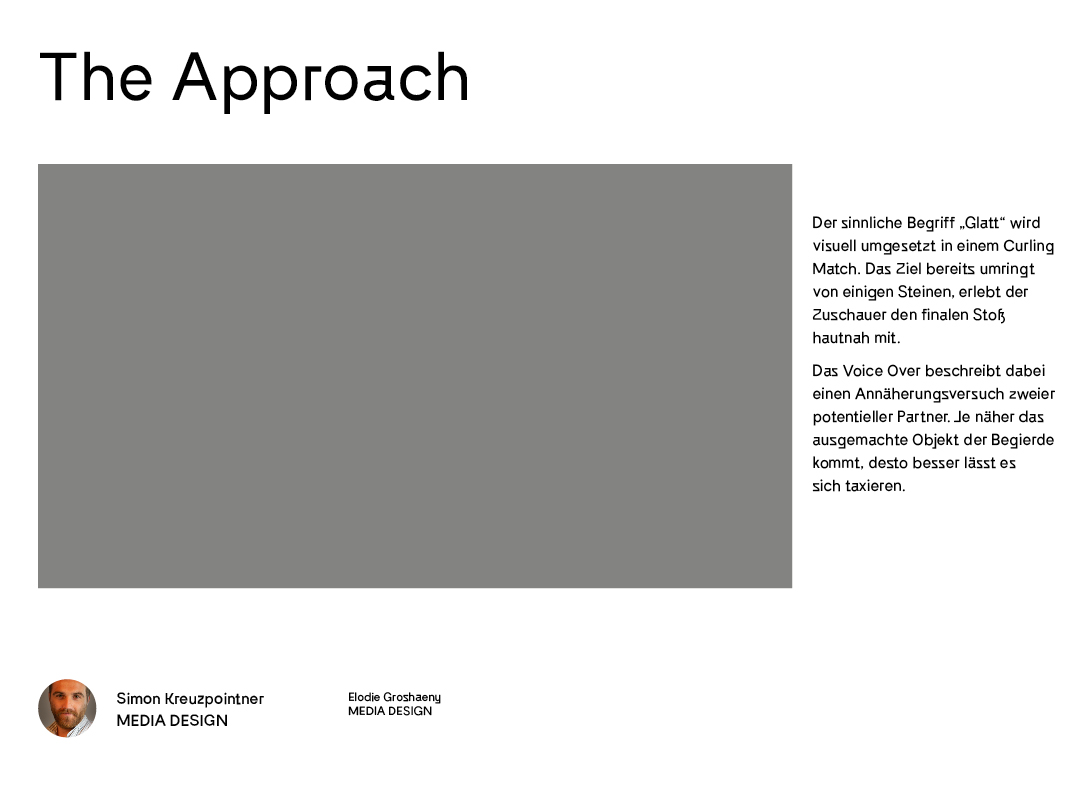 The Approach
Der sinnliche Begriff „Glatt“ wird
visuell umgesetzt in einem Curling
Match. Das Ziel bereits umringt
von einigen Steinen, erlebt der
Zuschauer den finalen Stoß
hautnah mit.
Das Voice Over beschreibt dabei
einen Annäherungsversuch zweier
potentieller Partner. Je näher das
ausgemachte Objekt der Begierde
kommt, desto besser lässt es
sich taxieren.
Simon Kreuzpointner
MEDIA DESIGN
Elodie Groshaeny
MEDIA DESIGN